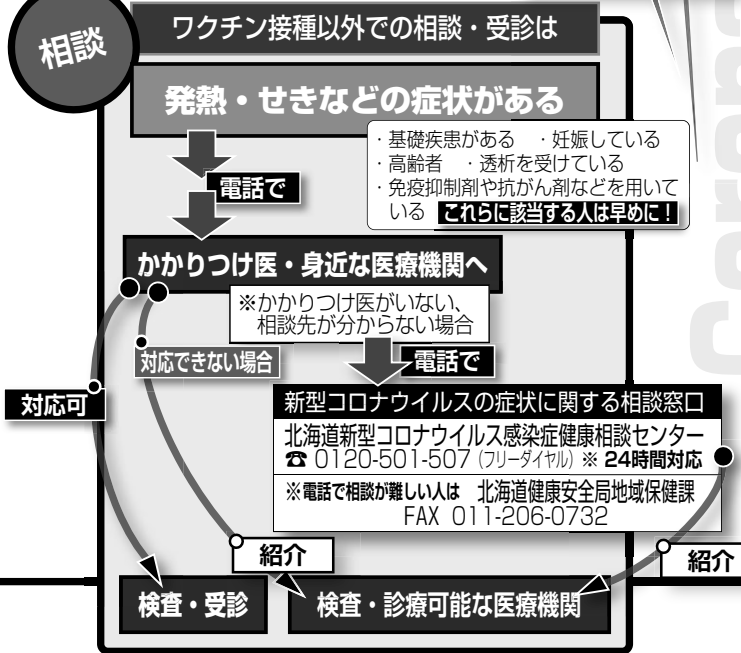 相談
ワクチン接種以外での相談・受診は
発熱・せきなどの症状がある
・基礎疾患がある ・妊娠している
・高齢者 ・透析を受けている
・免疫抑制剤や抗がん剤などを用いて
いる これらに該当する人は早めに！
電話で
かかりつけ医・身近な医療機関へ
※かかりつけ医がいない、
相談先が分からない場合
対応できない場合
電話で
対応可
新型コロナウイルスの症状に関する相談窓口
北海道新型コロナウイルス感染症健康相談センター
☎ 0120-501-507 (フリーダイヤル) ※ 24時間対応
※電話で相談が難しい人は 北海道健康安全局地域保健課
FAX 011-206-0732
紹介
紹介
検査・受診
検査・診療可能な医療機関